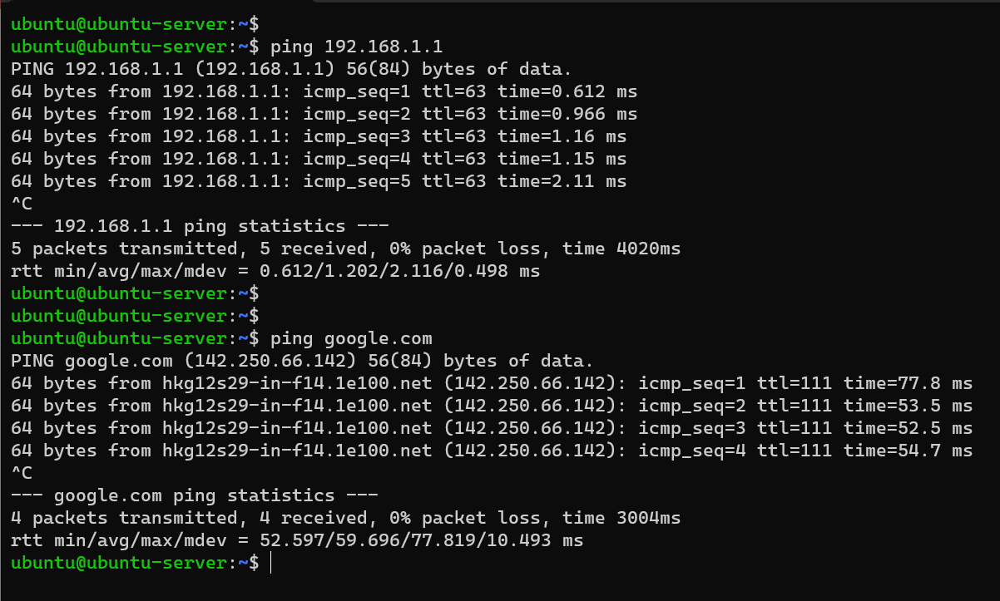 ubuntu@ubuntu-server:~$
ubuntu@ubuntu-server:~$ ping 192.168.1.1
PING 192.168.1.1 (192.168.1.1) 56(84) bytes of data.
64 bytes from 192.168.1.1: icmp_seq=1 ttl=63 time=0.612 ms
64 bytes from 192.168.1.1: icmp_seq=2 ttl=63 time=0.966 ms
64 bytes from 192.168.1.1: icmp_seq=3 ttl=63 time=1.16 ms
64 bytes from 192.168.1.1: icmp_seq=4 ttl=63 time=1.15 ms
64 bytes from 192.168.1.1: icmp_seq=5 ttl=63 time=2.11 ms
^C
--- 192.168.1.1 ping statistics ---
5 packets transmitted, 5 received, 0% packet loss, time 4020ms
rtt min/avg/max/mdev = 0.612/1.202/2.116/0.498 ms
ubuntu@ubuntu-server:~$
ubuntu@ubuntu-server:~$
ubuntu@ubuntu-server:~$ ping google.com
PING google.com (142.250.66.142) 56(84) bytes of data.
64 bytes from hkg12s29-in-f14.1e100.net (142.250.66.142): icmp_seq=1 ttl=111 time=77.8 ms
64 bytes from hkg12s29-in-f14.1e100.net (142.250.66.142): icmp_seq=2 ttl=111 time=53.5 ms
64 bytes from hkg12s29-in-f14.1e100.net (142.250.66.142): icmp_seq=3 ttl=111 time=52.5 ms
64 bytes from hkg12s29-in-f14.1e100.net (142.250.66.142): icmp_seq=4 ttl=111 time=54.7 ms
^C
--- google.com ping statistics ---
4 packets transmitted, 4 received, 0% packet loss, time 3004ms
rtt min/avg/max/mdev = 52.597/59.696/77.819/10.493 ms
ubuntu@ubuntu-server:~$